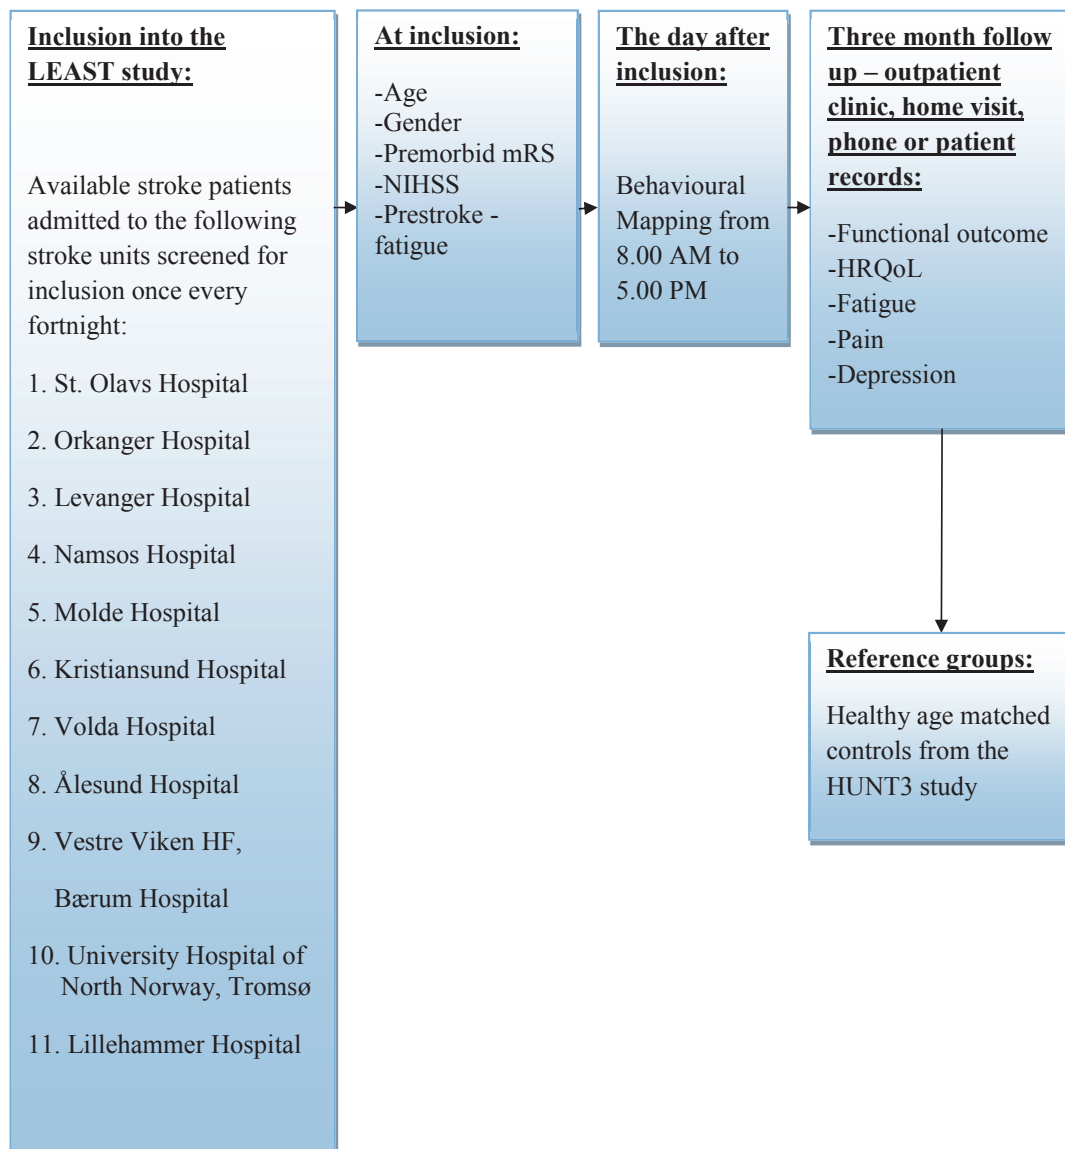 Inclusion into the
LEAST study:
Available stroke patients
admitted to the following
stroke units screened for
inclusion once every
fortnight:
1. St. Olavs Hospital
2. Orkanger Hospital
3. Levanger Hospital
4. Namsos Hospital
5. Molde Hospital
6. Kristiansund Hospital
7. Volda Hospital
8. Ålesund Hospital
9. Vestre Viken HF,
Bærum Hospital
10. University Hospital of
North Norway, Tromsø
11. Lillehammer Hospital
At inclusion:
-Age
-Gender
-Premorbid mRS
-NIHSS
-Prestroke -
fatigue
The day after
inclusion:
Behavioural
Mapping from
8.00 AM to
5.00 PM
Three month follow
up – outpatient
clinic, home visit,
phone or patient
records:
-Functional outcome
-HRQoL
-Fatigue
-Pain
-Depression
Reference groups:
Healthy age matched
controls from the
HUNT3 study